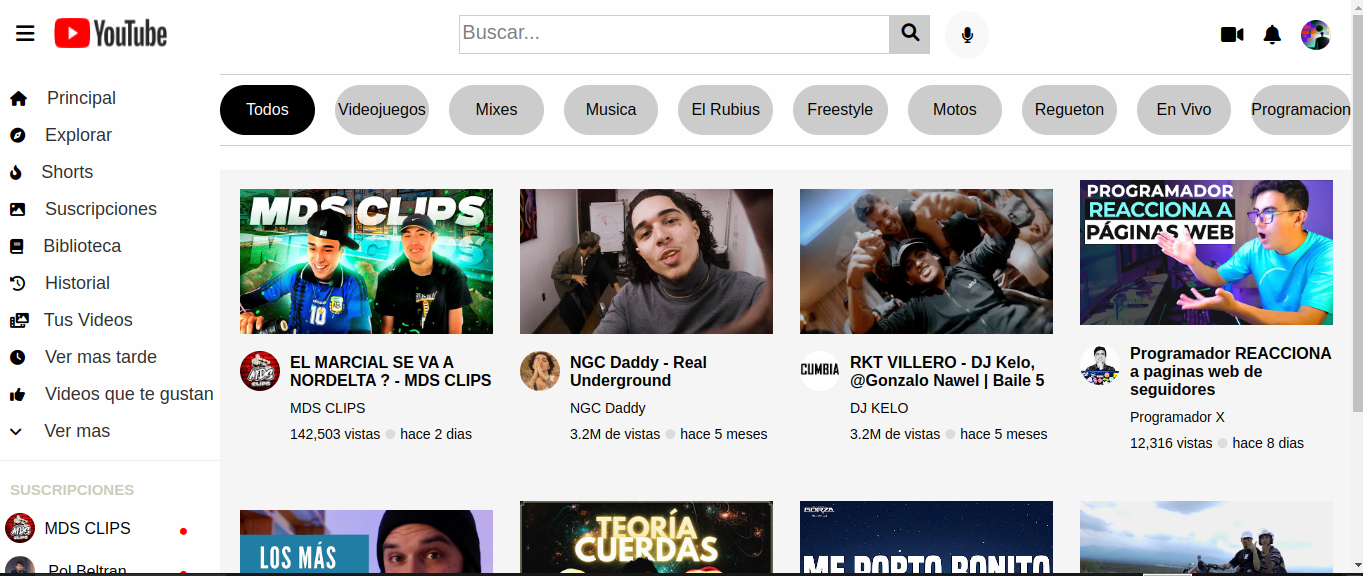 YouTube
Buscar...
Todos
Videojuegos
Mixes
Musica
El Rubius
Freestyle
Motos
Regueton
En Vivo
Programacion
Principal
Explorar
Shorts
Suscripciones
Biblioteca
Historial
Tus Videos
Ver mas tarde
Videos que te gustan
Ver mas
SUSCRIPCIONES
MDS CLIPS
Pol Beltran
MDS CLIPS
EL MARCIAL SE VA A
NORDELTA ? - MDS CLIPS
MDS CLIPS
142,503 vistas hace 2 dias
NGC Daddy - Real
Underground
NGC Daddy
3.2M de vistas hace 5 meses
CUMBIA
RKT VILLERO - DJ Kelo,
@Gonzalo Nawel | Baile 5
DJ KELO
3.2M de vistas hace 5 meses
PROGRAMADOR
REACCIONA A
PÁGINAS WEB
Programador REACCIONA
a paginas web de
seguidores
Programador X
12,316 vistas hace 8 dias
LOS MÁS
TEORÍA
CUERDAS
GORZA
ME PORTO BONITO